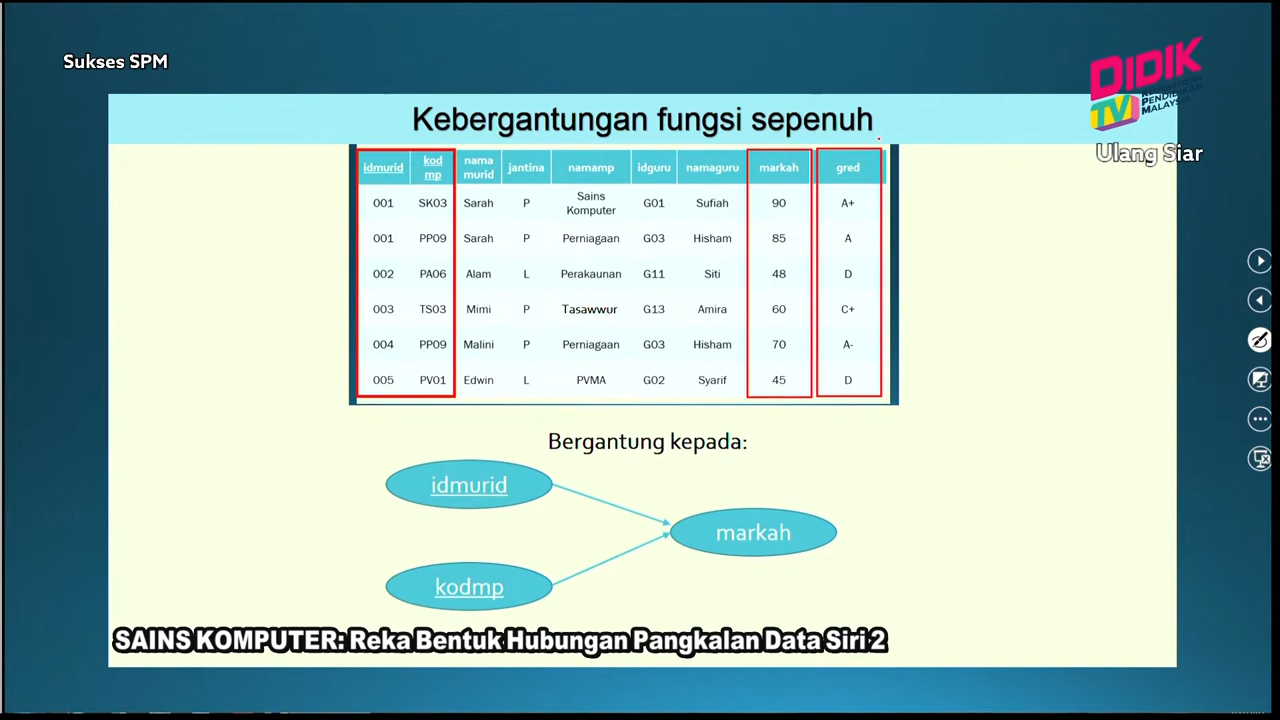 Sukses SPM
DIDIK
TV
KEMENTERIAN
PENDIDIKAN
MALAYSIA
Ulang Siar
Kebergantungan fungsi sepenuh
idmurid kod mp nama murid jantina namamp idguru namaguru markah gred
001 SK03 Sarah P Sains Komputer G01 Sufiah 90 A+
001 PP09 Sarah P Perniagaan G03 Hisham 85 A
002 PA06 Alam L Perakaunan G11 Siti 48 D
003 TS03 Mimi P Tasawwur G13 Amira 60 C+
004 PP09 Malini P Perniagaan G03 Hisham 70 A-
005 PV01 Edwin L PVMA G02 Syarif 45 D
Bergantung kepada:
idmurid
markah
kodmp
SAINS KOMPUTER: Reka Bentuk Hubungan Pangkalan Data Siri 2